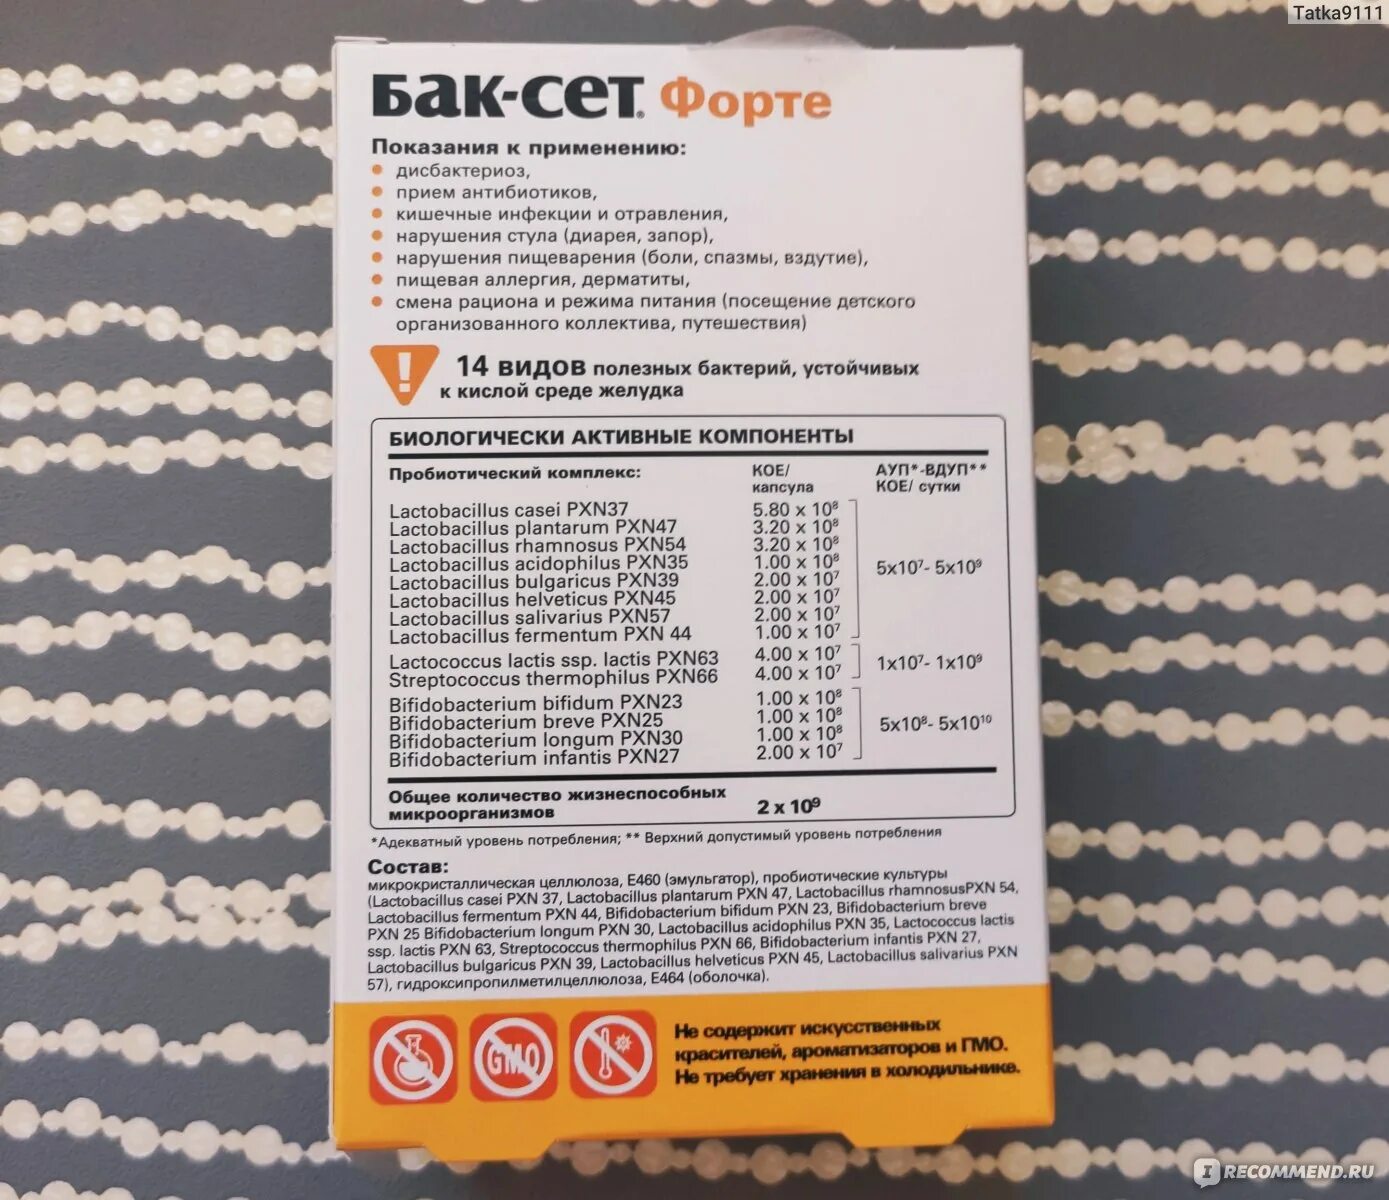 Tatka9111
Бак-сет® Форте
Показания к применению:
дисбактериоз,
прием антибиотиков,
кишечные инфекции и отравления,
нарушения стула (диарея, запор),
нарушения пищеварения (боли, спазмы, вздутие),
пищевая аллергия, дерматиты,
смена рациона и режима питания (посещение детского
организованного коллектива, путешествия)
! 14 видов полезных бактерий, устойчивых
к кислой среде желудка
БИОЛОГИЧЕСКИ АКТИВНЫЕ КОМПОНЕНТЫ
Пробиотический комплекс: КОЕ/ капсула АУП*-ВДУП** КОЕ/ сутки
Lactobacillus casei PXN37 5.80 x 10⁸
Lactobacillus plantarum PXN47 3.20 x 10⁸
Lactobacillus rhamnosus PXN54 3.20 x 10⁸
Lactobacillus acidophilus PXN35 1.00 x 10⁸
Lactobacillus bulgaricus PXN39 2.00 x 10⁷
Lactobacillus helveticus PXN45 2.00 x 10⁷
Lactobacillus salivarius PXN57 2.00 x 10⁷
Lactobacillus fermentum PXN 44 1.00 x 10⁷
5x10⁷- 5x10⁹
Lactococcus lactis ssp. lactis PXN63 4.00 x 10⁷
Streptococcus thermophilus PXN66 4.00 x 10⁷
1x10⁷- 1x10⁹
Bifidobacterium bifidum PXN23 1.00 x 10⁸
Bifidobacterium breve PXN25 1.00 x 10⁸
Bifidobacterium longum PXN30 1.00 x 10⁸
Bifidobacterium infantis PXN27 2.00 x 10⁷
5x10⁸- 5x10¹⁰
Общее количество жизнеспособных
микроорганизмов 2 x 10⁹
*Адекватный уровень потребления; ** Верхний допустимый уровень потребления
Состав:
микрокристаллическая целлюлоза, Е460 (эмульгатор), пробиотические культуры
(Lactobacillus casei PXN 37, Lactobacillus plantarum PXN 47, Lactobacillus rhamnosusPXN 54,
Lactobacillus fermentum PXN 44, Bifidobacterium bifidum PXN 23, Bifidobacterium breve
PXN 25 Bifidobacterium longum PXN 30, Lactobacillus acidophilus PXN 35, Lactococcus lactis
ssp. lactis PXN 63, Streptococcus thermophilus PXN 66, Bifidobacterium infantis PXN 27,
Lactobacillus bulgaricus PXN 39, Lactobacillus helveticus PXN 45, Lactobacillus salivarius PXN
57), гидроксипропилметилцеллюлоза, Е464 (оболочка).
GMO
Не содержит искусственных
красителей, ароматизаторов и ГМО.
Не требует хранения в холодильнике.
IRECOMMEND.RU